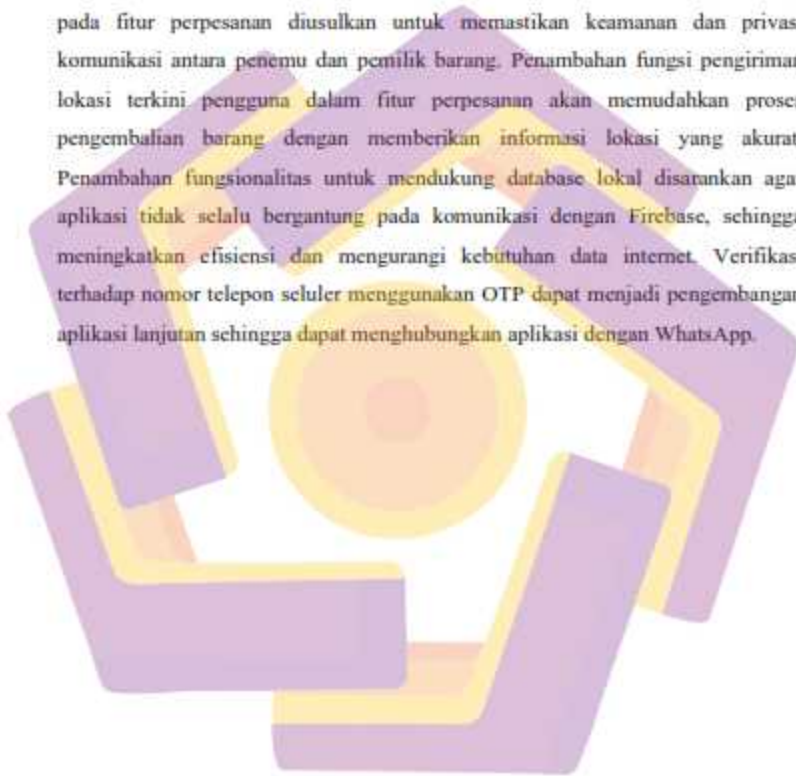 pada fitur perpesanan diusulkan untuk memastikan keamanan dan privas
komunikasi antara penemu dan pemilik barang. Penambahan fungsi pengiriman
lokasi terkini pengguna dalam fitur perpesanan akan memudahkan proses
pengembalian barang dengan memberikan informasi lokasi yang akurat
Penambahan fungsionalitas untuk mendukung database lokal disarankan aga
aplikasi tidak selalu bergantung pada komunikasi dengan Firebase, sehingga
meningkatkan efisiensi dan mengurangi kebutuhan data internet. Verifikas
terhadap nomor telepon seluler menggunakan OTP dapat menjadi pengembangan
aplikasi lanjutan sehingga dapat menghubungkan aplikasi dengan WhatsApp.